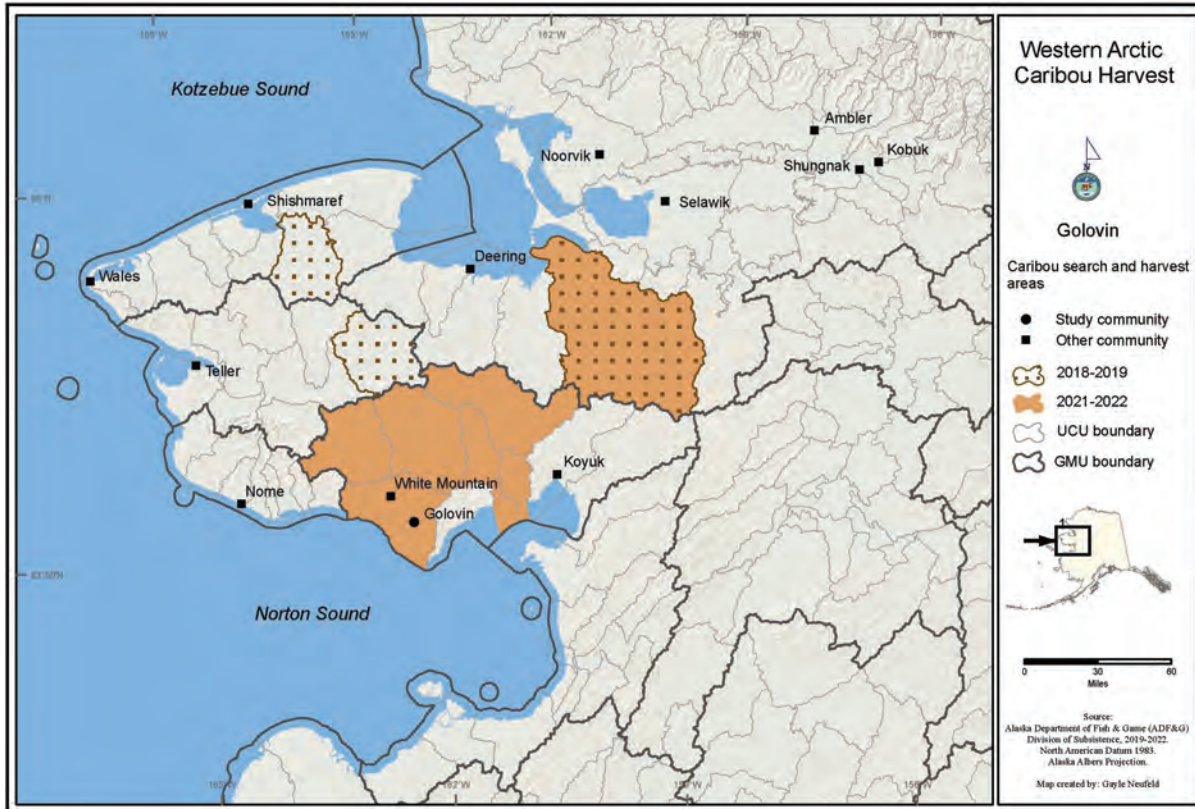 Western Arctic
Caribou Harvest
N
Golovin
Caribou search and harvest
areas
Study community
Other community
2018-2019
2021-2022
UCU boundary
GMU boundary
0 30 60
Miles
Source:
Alaska Department of Fish & Game (ADF&G)
Division of Subsistence, 2019-2022.
North American Datum 1983.
Alaska Albers Projection.
Map created by: Gayle Neufeld
Kotzebue Sound
Ambler
Noorvik
Kobuk
Shungnak
Shishmaref
Selawik
Deering
Wales
Teller
Koyuk
White Mountain
Nome
Golovin
Norton Sound
162°W